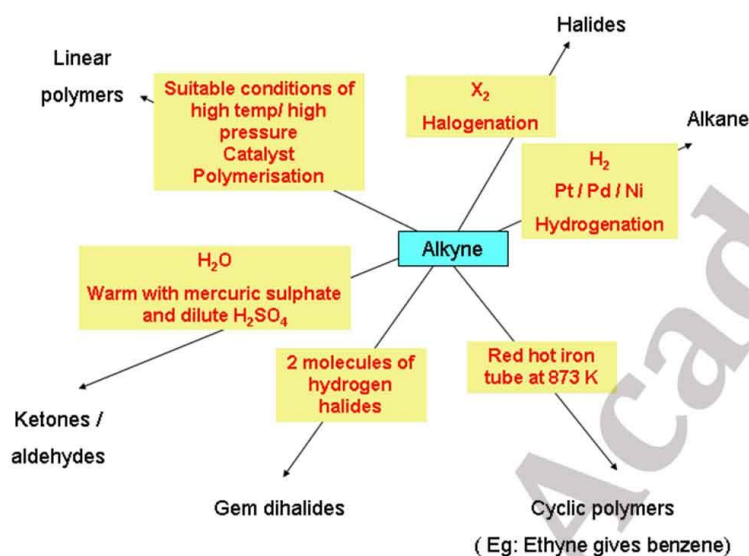 Halides
Linear
polymers
Suitable conditions of
high temp/ high
pressure
Catalyst
Polymerisation
X₂
Halogenation
Alkane
H₂
Pt / Pd / Ni
Hydrogenation
Alkyne
H₂O
Warm with mercuric sulphate
and dilute H₂SO₄
2 molecules of
hydrogen
halides
Red hot iron
tube at 873 K
Ketones /
aldehydes
Gem dihalides
Cyclic polymers
( Eg: Ethyne gives benzene)
Acad